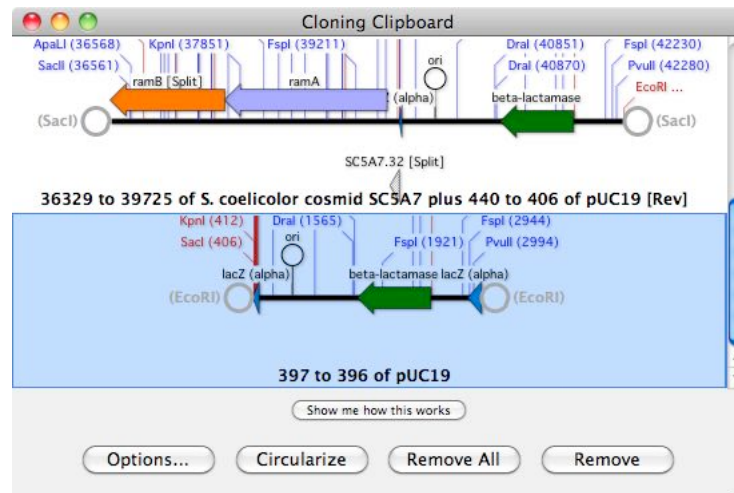 Cloning Clipboard
ApaLI (36568) KpnI (37851) FspI (39211) DraI (40851) FspI (42230)
SacII (36561) ori DraI (40870) PvuII (42280)
ramB [Split] ramA (alpha) beta-lactamase EcoRI ...
(SacI) (SacI)
SC5A7.32 [Split]
36329 to 39725 of S. coelicolor cosmid SC5A7 plus 440 to 406 of pUC19 [Rev]
KpnI (412) DraI (1565) FspI (2944)
SacI (406) ori FspI (1921) PvuII (2994)
lacZ (alpha) beta-lactamase lacZ (alpha)
(EcoRI) (EcoRI)
397 to 396 of pUC19
Show me how this works
Options... Circularize Remove All Remove